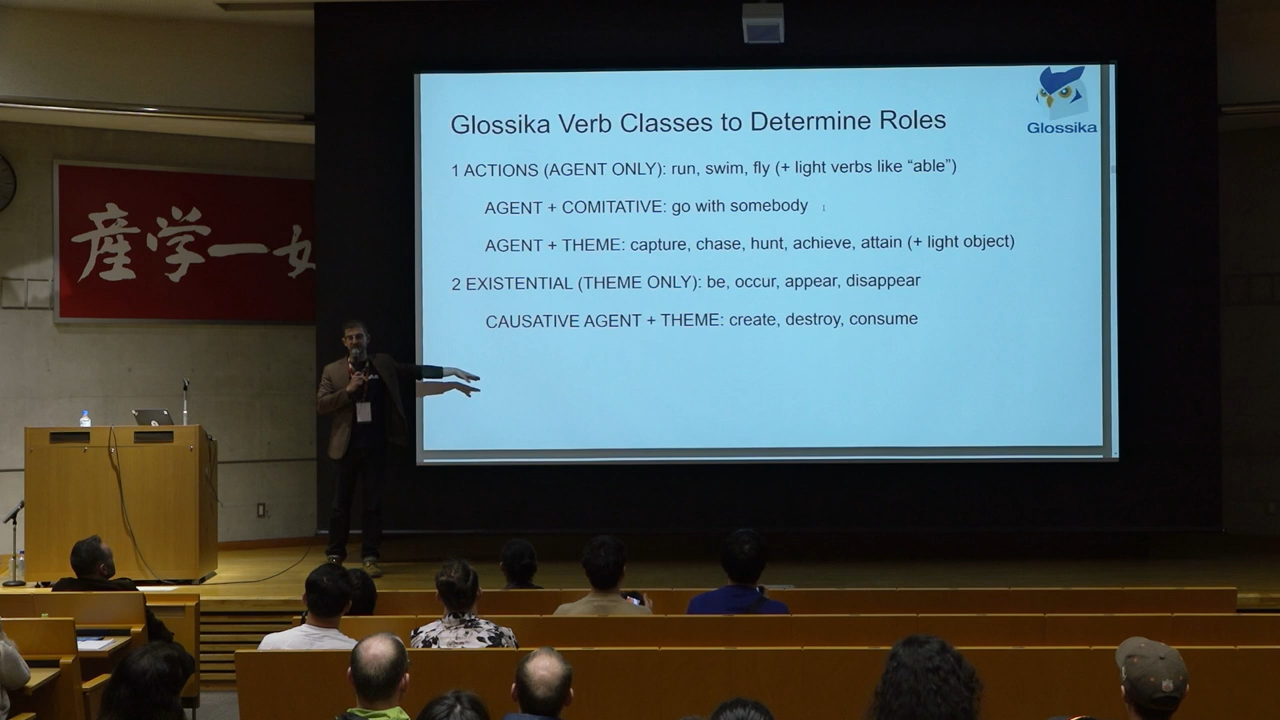 産学一如
Glossika
Glossika Verb Classes to Determine Roles
1 ACTIONS (AGENT ONLY): run, swim, fly (+ light verbs like “able”)
AGENT + COMITATIVE: go with somebody
AGENT + THEME: capture, chase, hunt, achieve, attain (+ light object)
2 EXISTENTIAL (THEME ONLY): be, occur, appear, disappear
CAUSATIVE AGENT + THEME: create, destroy, consume